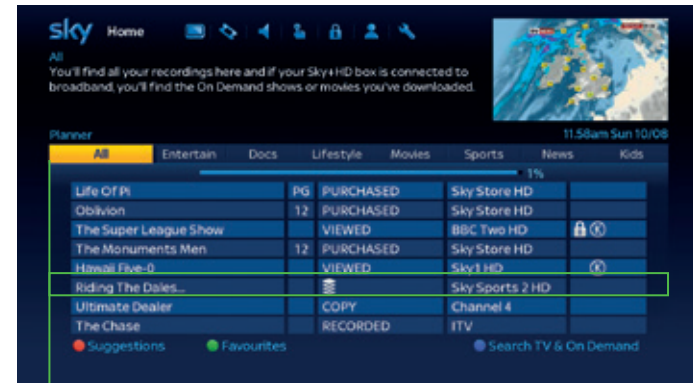 sky Home
All
You'll find all your recordings here and if your Sky+HD box is connected to
broadband, you'll find the On Demand shows or movies you've downloaded.
Planner 11.58am Sun 10/08
All Entertain Docs Lifestyle Movies Sports News Kids
1%
Life Of Pi PG PURCHASED Sky Store HD
Oblivion 12 PURCHASED Sky Store HD
The Super League Show VIEWED BBC Two HD K
The Monuments Men 12 PURCHASED Sky Store HD
Hawaii Five-0 VIEWED Sky1 HD K
Riding The Dales... Sky Sports 2 HD
Ultimate Dealer COPY Channel 4
The Chase RECORDED ITV
Suggestions Favourites Search TV & On Demand